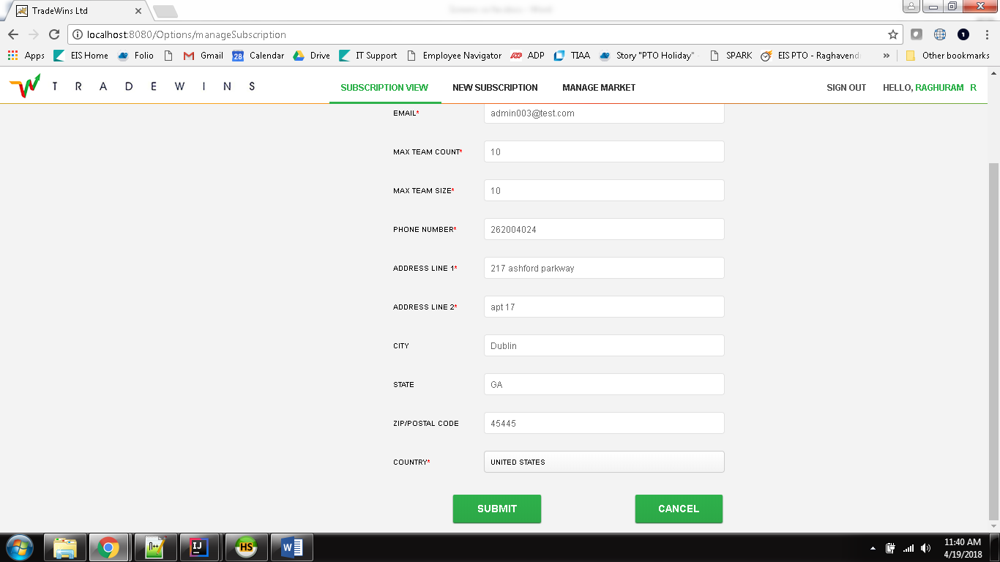 TradeWins Ltd
localhost:8080/Options/manageSubscription
Apps EIS Home Folio Gmail 28 Calendar Drive IT Support Employee Navigator ADP TIAA Story "PTO Holiday" - SPARK EIS PTO - Raghavend » Other bookmarks
TRADEWINS SUBSCRIPTION VIEW NEW SUBSCRIPTION MANAGE MARKET SIGN OUT HELLO, RAGHURAM R
EMAIL* admin003@test.com
MAX TEAM COUNT* 10
MAX TEAM SIZE* 10
PHONE NUMBER* 262004024
ADDRESS LINE 1* 217 ashford parkway
ADDRESS LINE 2* apt 17
CITY Dublin
STATE GA
ZIP/POSTAL CODE 45445
COUNTRY* UNITED STATES
SUBMIT CANCEL
11:40 AM
4/19/2018